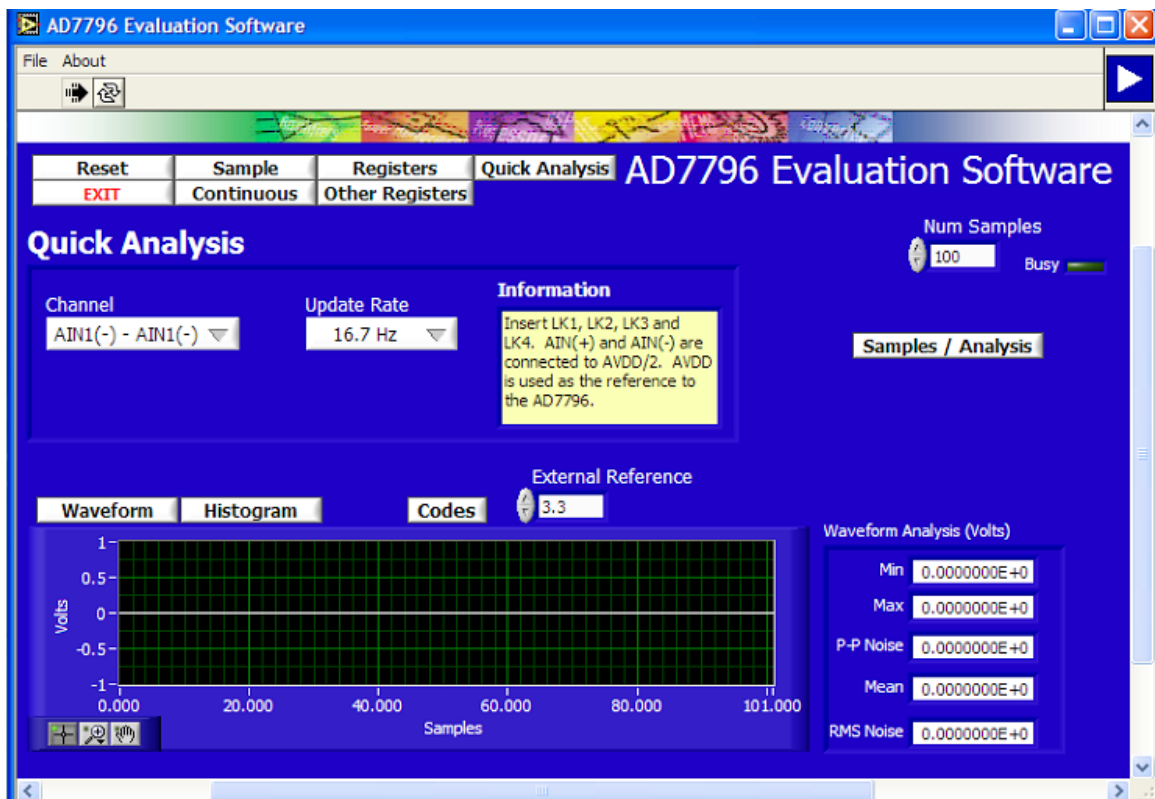 AD7796 Evaluation Software
File About
Reset Sample Registers Quick Analysis
EXIT Continuous Other Registers
AD7796 Evaluation Software
Quick Analysis
Num Samples
100
Busy
Channel
AIN1(-) - AIN1(-)
Update Rate
16.7 Hz
Information
Insert LK1, LK2, LK3 and
LK4. AIN(+) and AIN(-) are
connected to AVDD/2. AVDD
is used as the reference to
the AD7796.
Samples / Analysis
External Reference
3.3
Waveform Histogram Codes
Volts
1
0.5
0
-0.5
-1
0.000 20.000 40.000 60.000 80.000 101.000
Samples
Waveform Analysis (Volts)
Min 0.0000000E+0
Max 0.0000000E+0
P-P Noise 0.0000000E+0
Mean 0.0000000E+0
RMS Noise 0.0000000E+0